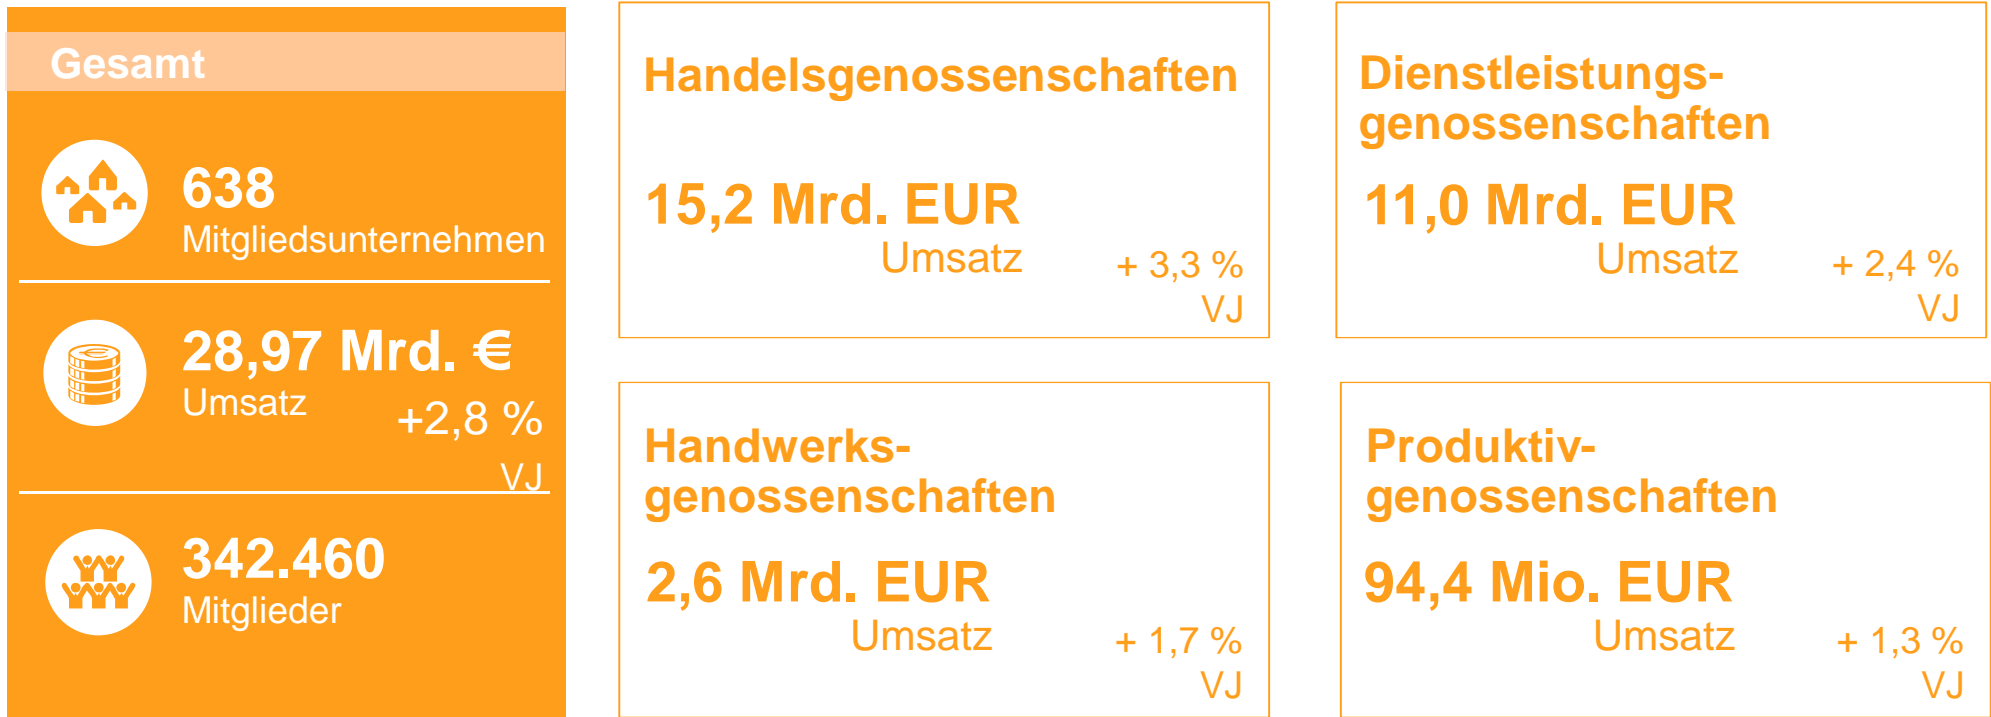 Gesamt
638
Mitgliedsunternehmen
28,97 Mrd. €
Umsatz
+2,8 %
VJ
342.460
Mitglieder
Handelsgenossenschaften
15,2 Mrd. EUR
Umsatz
+ 3,3 %
VJ
Dienstleistungs-
genossenschaften
11,0 Mrd. EUR
Umsatz
+ 2,4 %
VJ
Handwerks-
genossenschaften
2,6 Mrd. EUR
Umsatz
+ 1,7 %
VJ
Produktiv-
genossenschaften
94,4 Mio. EUR
Umsatz
+ 1,3 %
VJ